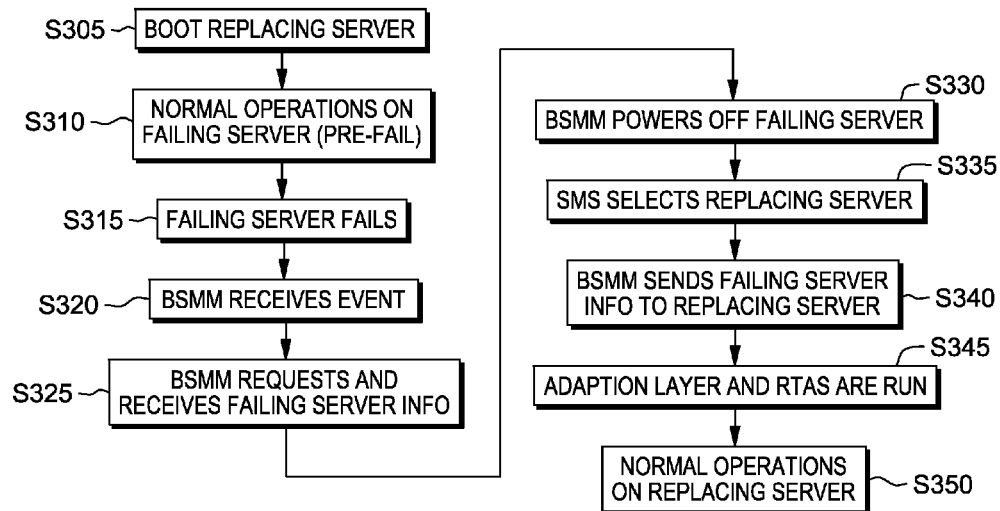 S305
BOOT REPLACING SERVER
S310
NORMAL OPERATIONS ON
FAILING SERVER (PRE-FAIL)
S315
FAILING SERVER FAILS
S320
BSMM RECEIVES EVENT
S325
BSMM REQUESTS AND
RECEIVES FAILING SERVER INFO
S330
BSMM POWERS OFF FAILING SERVER
S335
SMS SELECTS REPLACING SERVER
BSMM SENDS FAILING SERVER
INFO TO REPLACING SERVER
S340
S345
ADAPTION LAYER AND RTAS ARE RUN
NORMAL OPERATIONS
ON REPLACING SERVER
S350